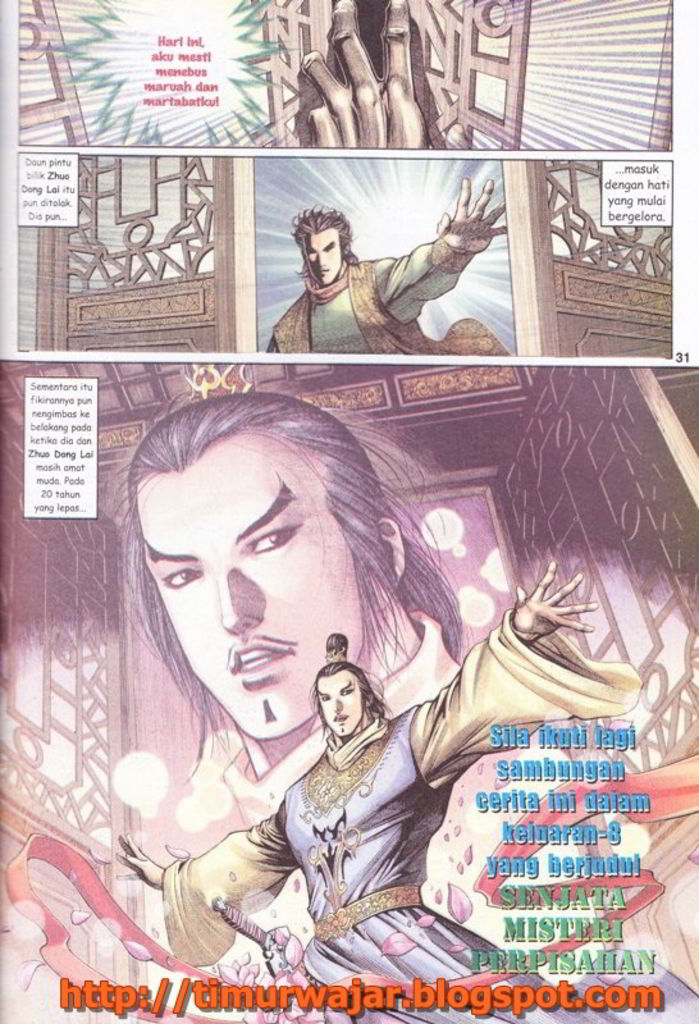 Hari ini,
aku mesti
menebus
maruah dan
martabatku!
Daun pintu
bilik Zhuo
Dong Lai itu
pun ditolak.
Dia pun...
...masuk
dengan hati
yang mulai
bergelora.
31
Sementara itu
fikirannya pun
nengimbas ke
belakang pada
ketika dia dan
Zhuo Dong Lai
masih amat
muda. Pada
20 tahun
yang lepas...
Sila ikuti lagi
sambungan
cerita ini dalam
keluaran-8
yang berjudul
SENJATA
MISTERI
PERPISAHAN
http://timurwajar.blogspot.com